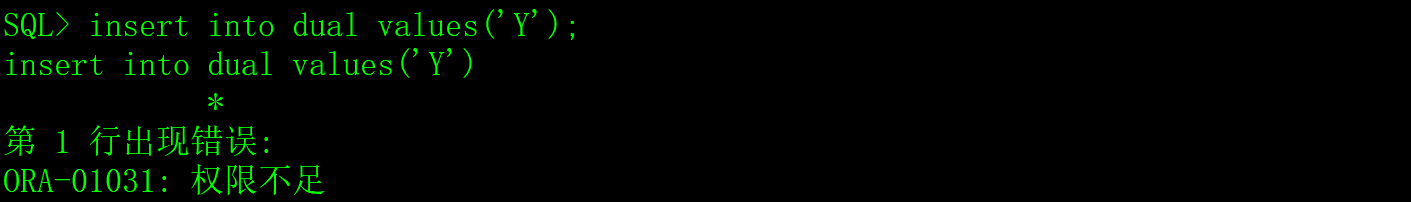 SQL> insert into dual values('Y');
insert into dual values('Y')
*
第 1 行出现错误:
ORA-01031: 权限不足